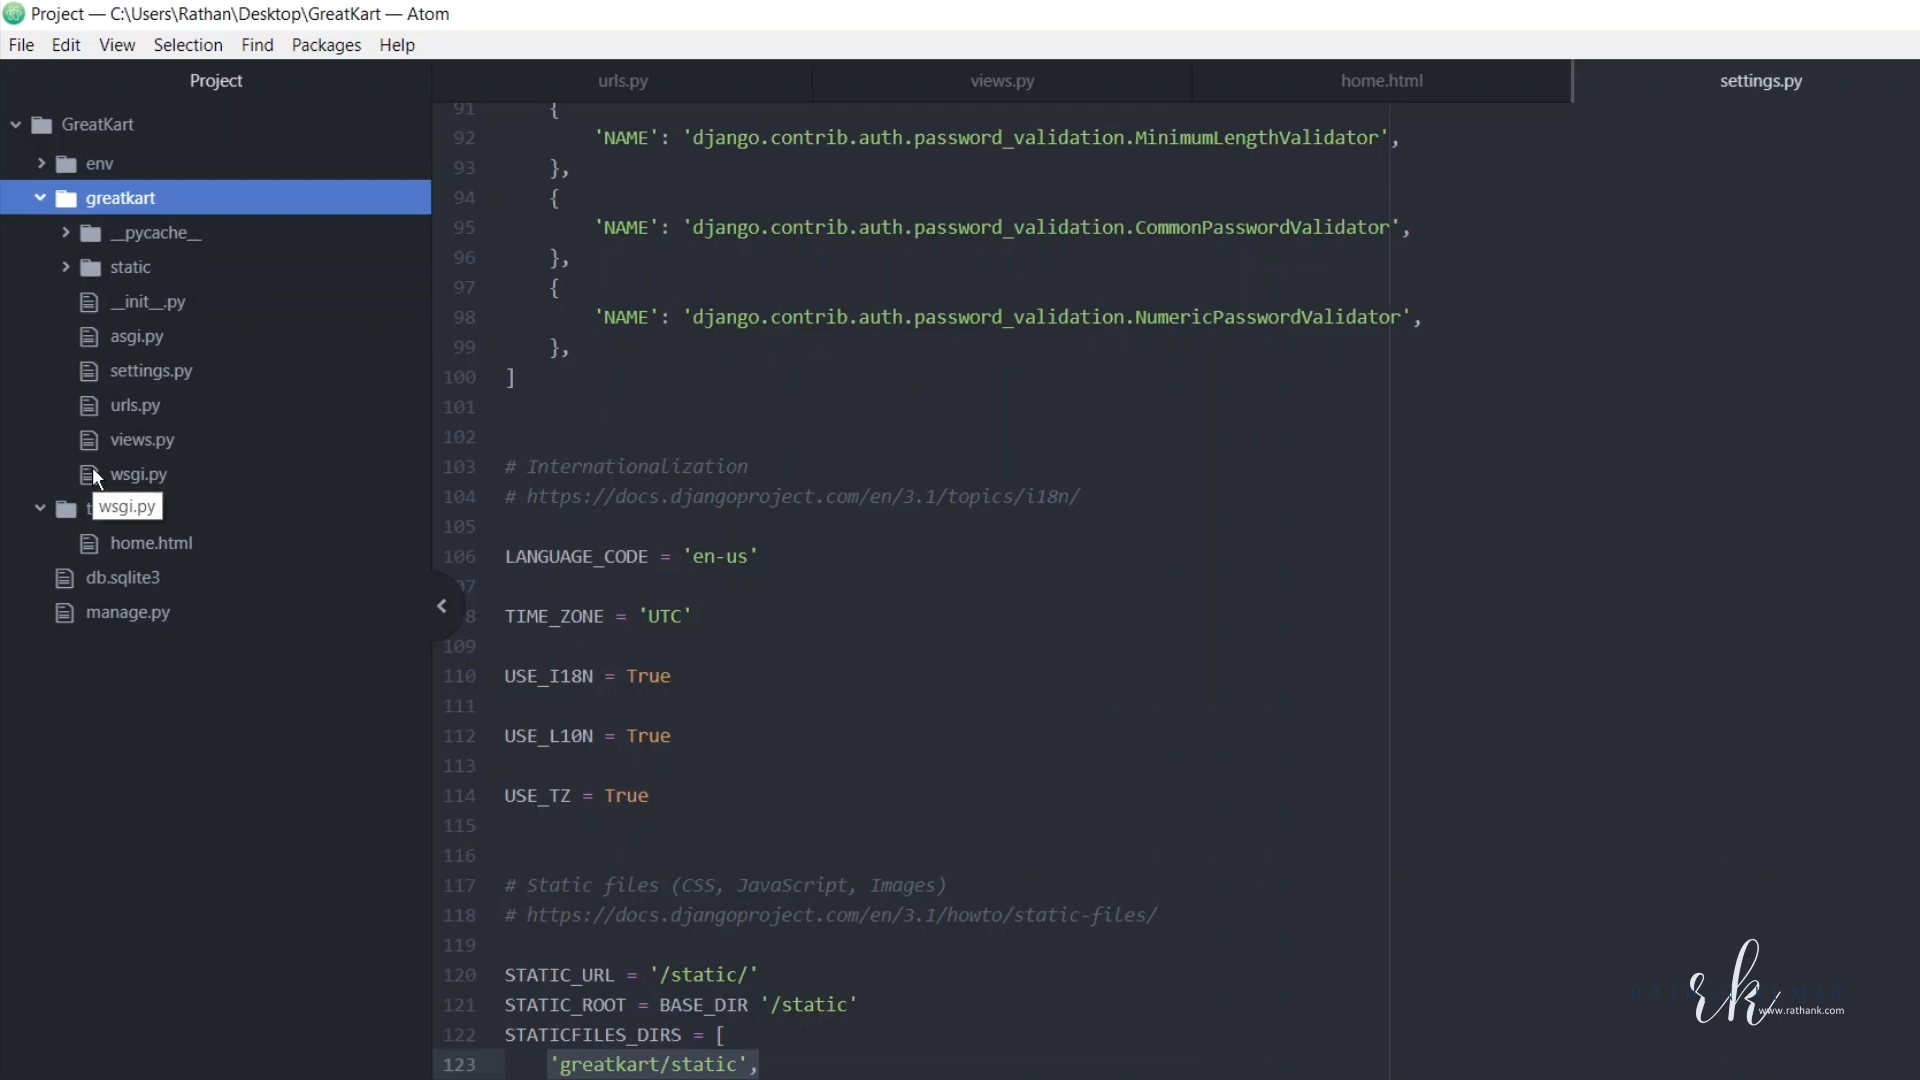 Project — C:\Users\Rathan\Desktop\GreatKart — Atom
File Edit View Selection Find Packages Help
Project
urls.py
views.py
home.html
settings.py
GreatKart
env
greatkart
__pycache__
static
__init__.py
asgi.py
settings.py
urls.py
views.py
wsgi.py
wsgi.py
home.html
db.sqlite3
manage.py
91 {
92 'NAME': 'django.contrib.auth.password_validation.MinimumLengthValidator',
93 },
94 {
95 'NAME': 'django.contrib.auth.password_validation.CommonPasswordValidator',
96 },
97 {
98 'NAME': 'django.contrib.auth.password_validation.NumericPasswordValidator',
99 },
100 ]
101
102
103 # Internationalization
104 # https://docs.djangoproject.com/en/3.1/topics/i18n/
105
106 LANGUAGE_CODE = 'en-us'
7
8 TIME_ZONE = 'UTC'
109
110 USE_I18N = True
111
112 USE_L10N = True
113
114 USE_TZ = True
115
116
117 # Static files (CSS, JavaScript, Images)
118 # https://docs.djangoproject.com/en/3.1/howto/static-files/
119
120 STATIC_URL = '/static/'
121 STATIC_ROOT = BASE_DIR '/static'
122 STATICFILES_DIRS = [
123 'greatkart/static',
rk
www.rathank.com